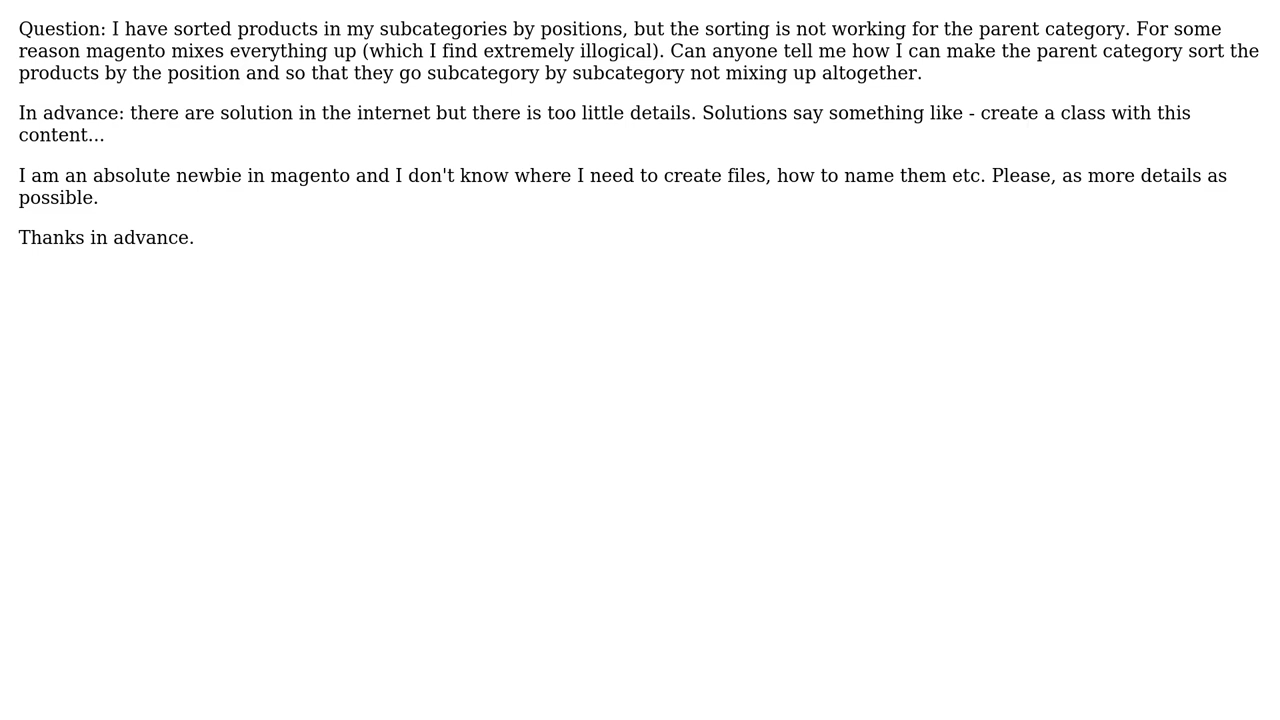 Question: I have sorted products in my subcategories by positions, but the sorting is not working for the parent category. For some
reason magento mixes everything up (which I find extremely illogical). Can anyone tell me how I can make the parent category sort the
products by the position and so that they go subcategory by subcategory not mixing up altogether.
In advance: there are solution in the internet but there is too little details. Solutions say something like - create a class with this
content...
I am an absolute newbie in magento and I don't know where I need to create files, how to name them etc. Please, as more details as
possible.
Thanks in advance.